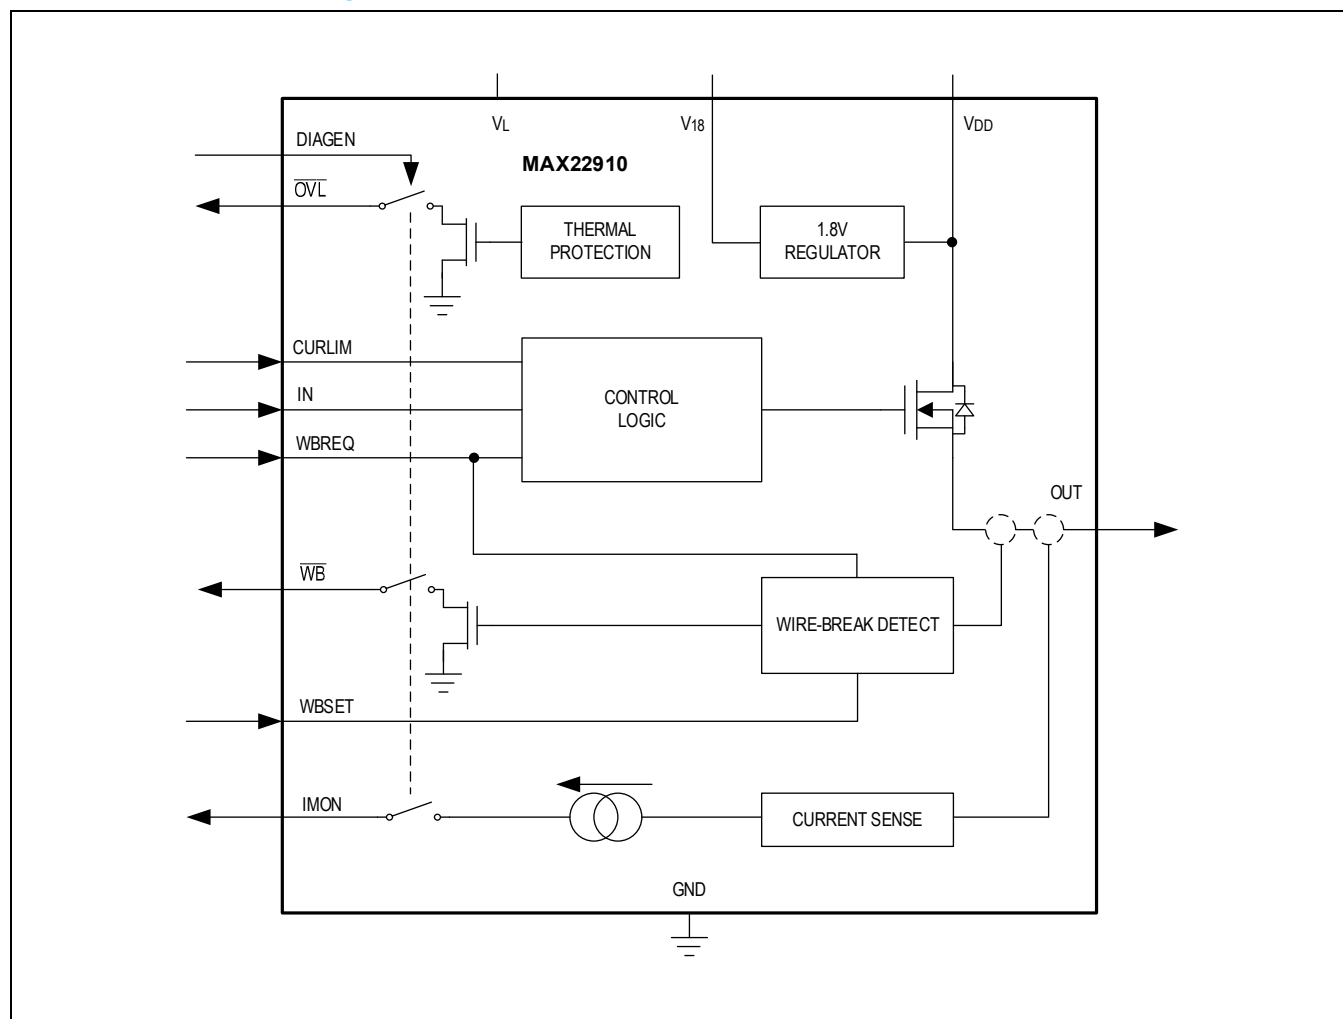 VL
V18
VDD
DIAGEN
MAX22910
OVL
THERMAL
PROTECTION
1.8V
REGULATOR
CURLIM
IN
CONTROL
LOGIC
WBREQ
OUT
WB
WIRE-BREAK DETECT
WBSET
IMON
CURRENT SENSE
GND